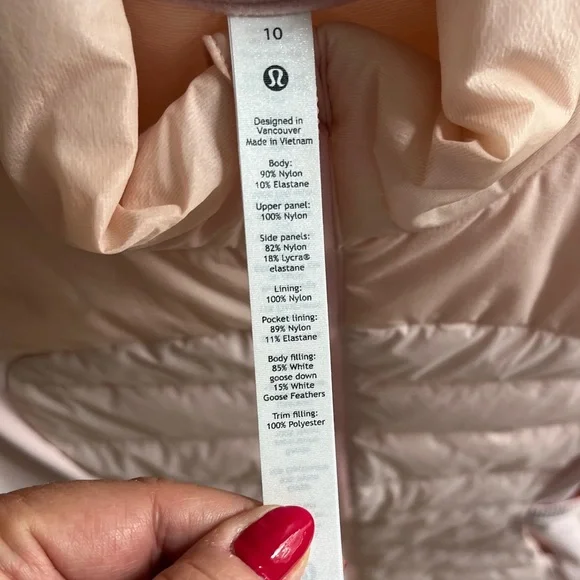 10
Designed in
Vancouver
Made in Vietnam
Body:
90% Nylon
10% Elastane
Upper panel:
100% Nylon
Side panels:
82% Nylon
18% Lycra®
elastane
Lining:
100% Nylon
Pocket lining:
89% Nylon
11% Elastane
Body filling:
85% White
goose down
15% White
Goose Feathers
Trim filling:
100% Polyester